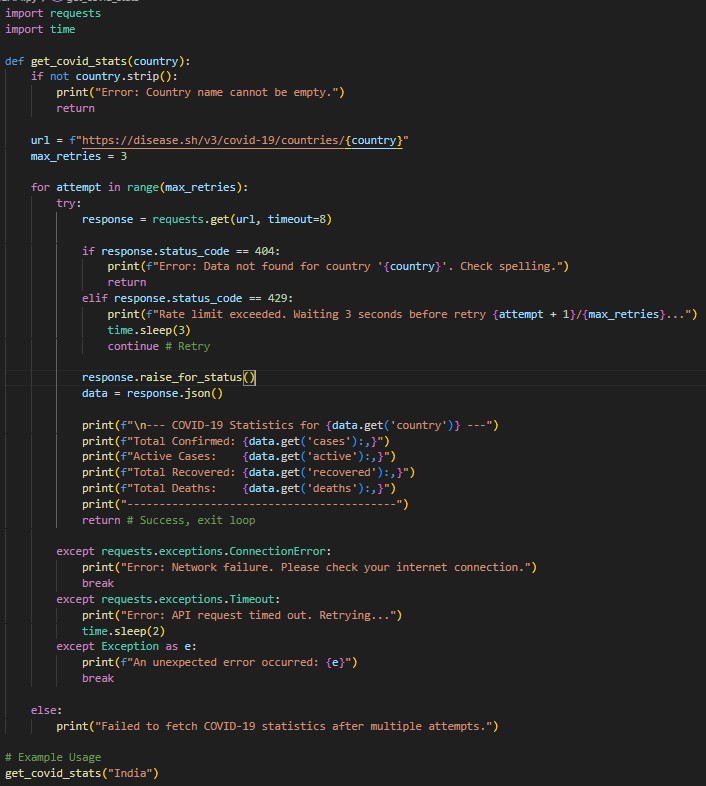 import requests
import time

def get_covid_stats(country):
    if not country.strip():
        print("Error: Country name cannot be empty.")
        return

    url = f"https://disease.sh/v3/covid-19/countries/{country}"
    max_retries = 3

    for attempt in range(max_retries):
        try:
            response = requests.get(url, timeout=8)

            if response.status_code == 404:
                print(f"Error: Data not found for country '{country}'. Check spelling.")
                return
            elif response.status_code == 429:
                print(f"Rate limit exceeded. Waiting 3 seconds before retry {attempt + 1}/{max_retries}...")
                time.sleep(3)
                continue # Retry

            response.raise_for_status()
            data = response.json()

            print(f"\n--- COVID-19 Statistics for {data.get('country')} ---")
            print(f"Total Confirmed: {data.get('cases'):,}")
            print(f"Active Cases:    {data.get('active'):,}")
            print(f"Total Recovered: {data.get('recovered'):,}")
            print(f"Total Deaths:    {data.get('deaths'):,}")
            print("------------------------------------------")
            return # Success, exit loop

        except requests.exceptions.ConnectionError:
            print("Error: Network failure. Please check your internet connection.")
            break
        except requests.exceptions.Timeout:
            print("Error: API request timed out. Retrying...")
            time.sleep(2)
        except Exception as e:
            print(f"An unexpected error occurred: {e}")
            break

    else:
        print("Failed to fetch COVID-19 statistics after multiple attempts.")

# Example Usage
get_covid_stats("India")